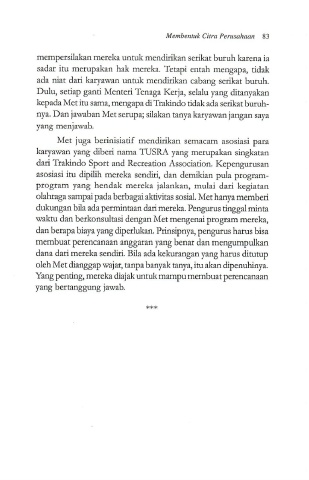 Membentuk Citra Perusahaan 83
mempersilakan mereka untuk mendirikan serikat buruh karena ia
sadar itu merupakan hak mereka. Tetapi entah mengapa, tidak
ada niat dari karyawan untuk mendirikan cabang serikat buruh.
Dulu, setiap ganti Menteri Tenaga Kerja, selalu yang ditanyakan
kepada Met itu sama, mengapa di Trakindo tidak ada serikat buruh-
nya. Dan jawaban Met serupa; silakan tanya karyawan jangan saya
yang menjawab.
Met juga berinisiatif mendirikan semacam asosiasi para
karyawan yang diberi nama TUSRA yang merupakan singkatan
dari Trakindo Sport and Recreation Association. Kepengurusan
asosiasi itu dipilih mereka sendiri, dan demikian pula program-
program yang hendak mereka jalankan, mulai dari kegiatan
olahraga sampai pada berbagai aktivitas sosial. Met hanya memberi
dukungan bila ada permintaan dari mereka. Pengurus tinggal minta
waktu dan berkonsultasi dengan Met mengenai program mereka,
dan berapa biaya yang diperlukan. Prinsipnya, pengurus harus bisa
membuat perencanaan anggaran yang benar dan mengumpulkan
dana dari mereka sendiri. Bila ada kekurangan yang harus ditutup
oleh Met dianggap wajar, tanpa banyak tanya, itu akan dipenuhinya.
Yang penting, mereka diajak untuk mampu membuat perencanaan
yang bertanggung jawab.
***